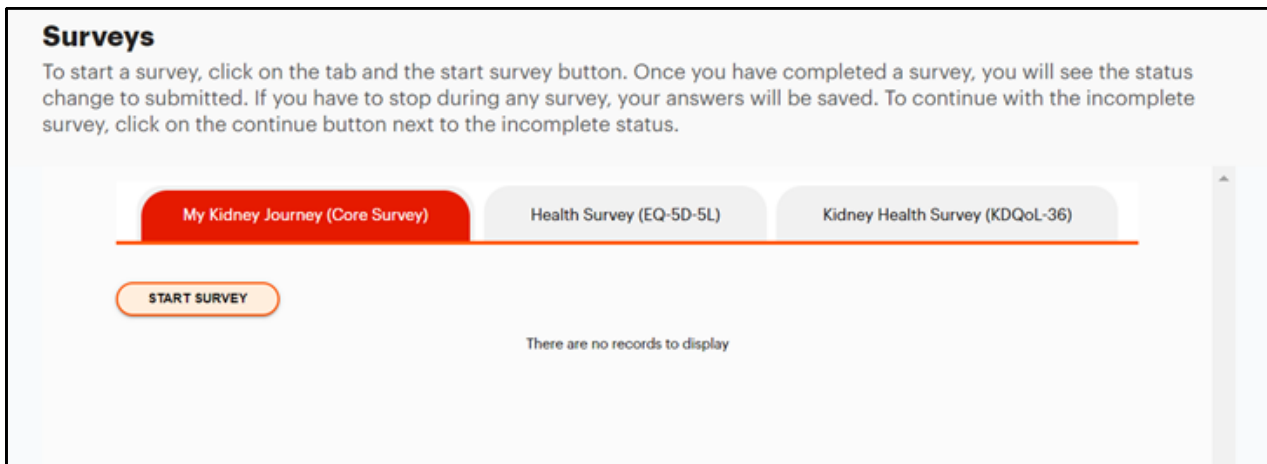 Surveys
To start a survey, click on the tab and the start survey button. Once you have completed a survey, you will see the status
change to submitted. If you have to stop during any survey, your answers will be saved. To continue with the incomplete
survey, click on the continue button next to the incomplete status.
My Kidney Journey (Core Survey)
Health Survey (EQ-5D-5L)
Kidney Health Survey (KDQoL-36)
START SURVEY
There are no records to display